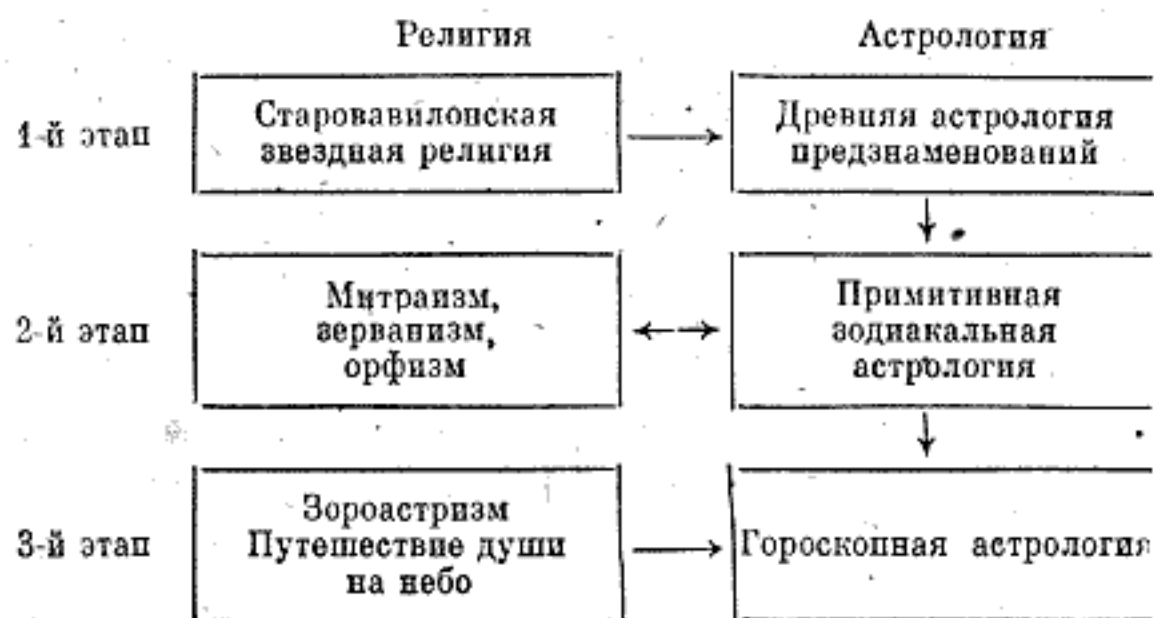 Религия
Астрология
1-й этап
Старовавилонская
звездная религия
Древняя астрология
предзнаменований
2-й этап
Митраизм,
зерванизм,
орфизм
Примитивная
зодиакальная
астрология
3-й этап
Зороастризм
Путешествие души
на небо
Гороскопная астрология